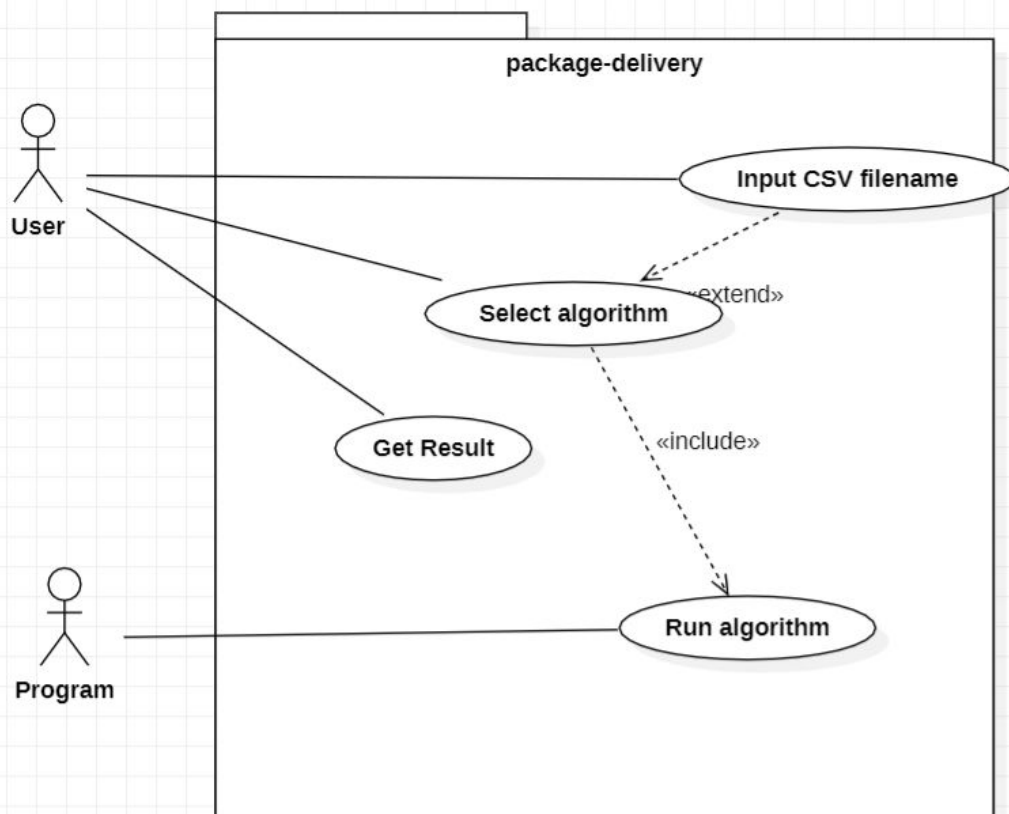 package-delivery
Input CSV filename
User
«extend»
Select algorithm
«include»
Get Result
Run algorithm
Program